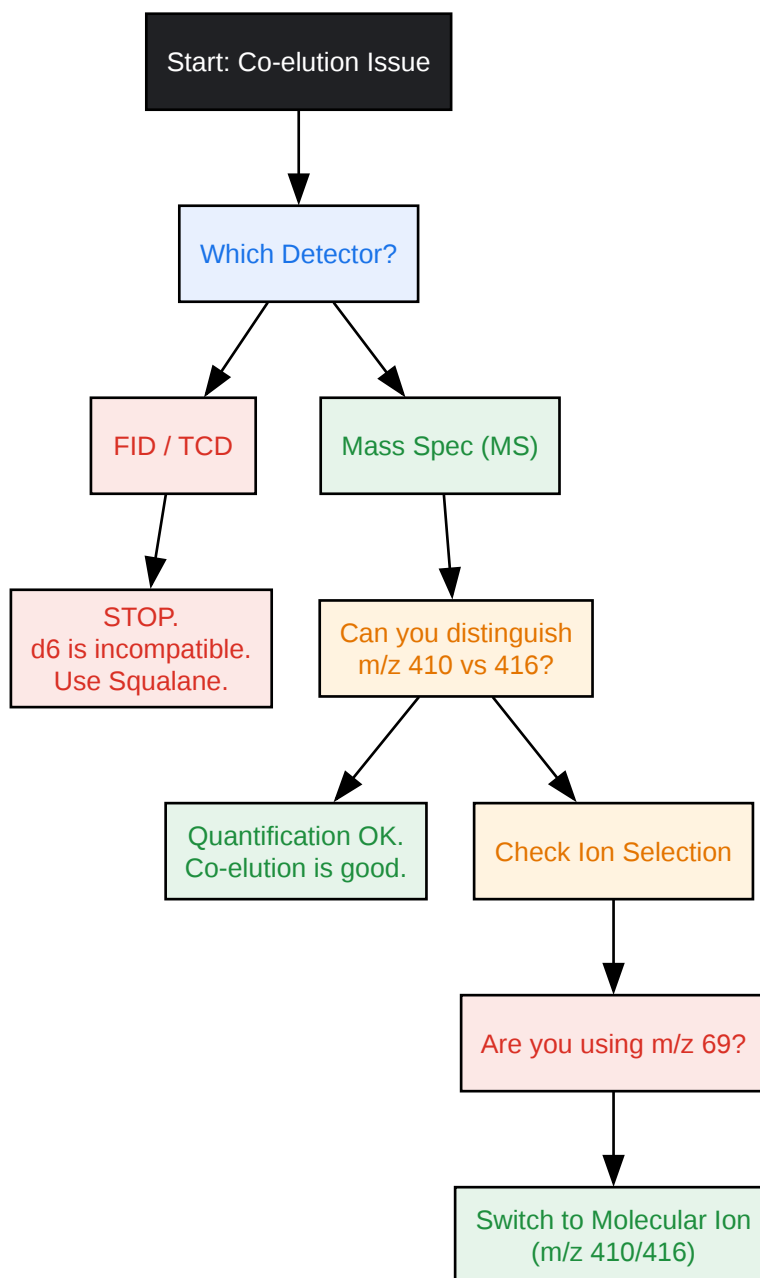 Start: Co-elution Issue
Which Detector?
FID / TCD
Mass Spec (MS)
STOP.
d6 is incompatible.
Use Squalane.
Can you distinguish
m/z 410 vs 416?
Quantification OK.
Co-elution is good.
Check Ion Selection
Are you using m/z 69?
Switch to Molecular Ion
(m/z 410/416)